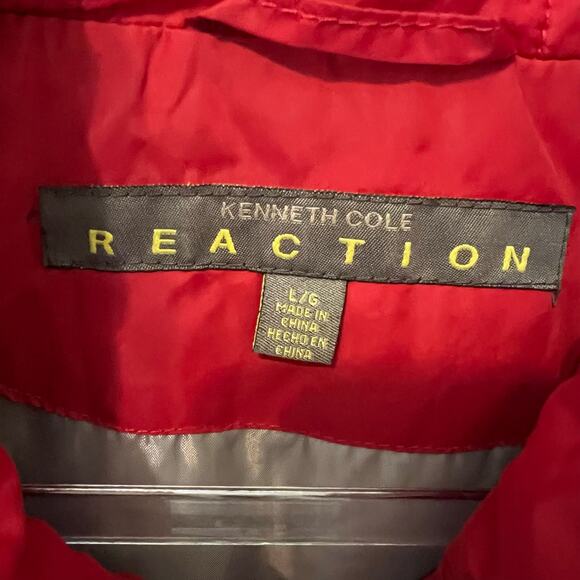 KENNETH COLE
REACTION
L/G
MADE IN
CHINA
HECHO EN
CHINA